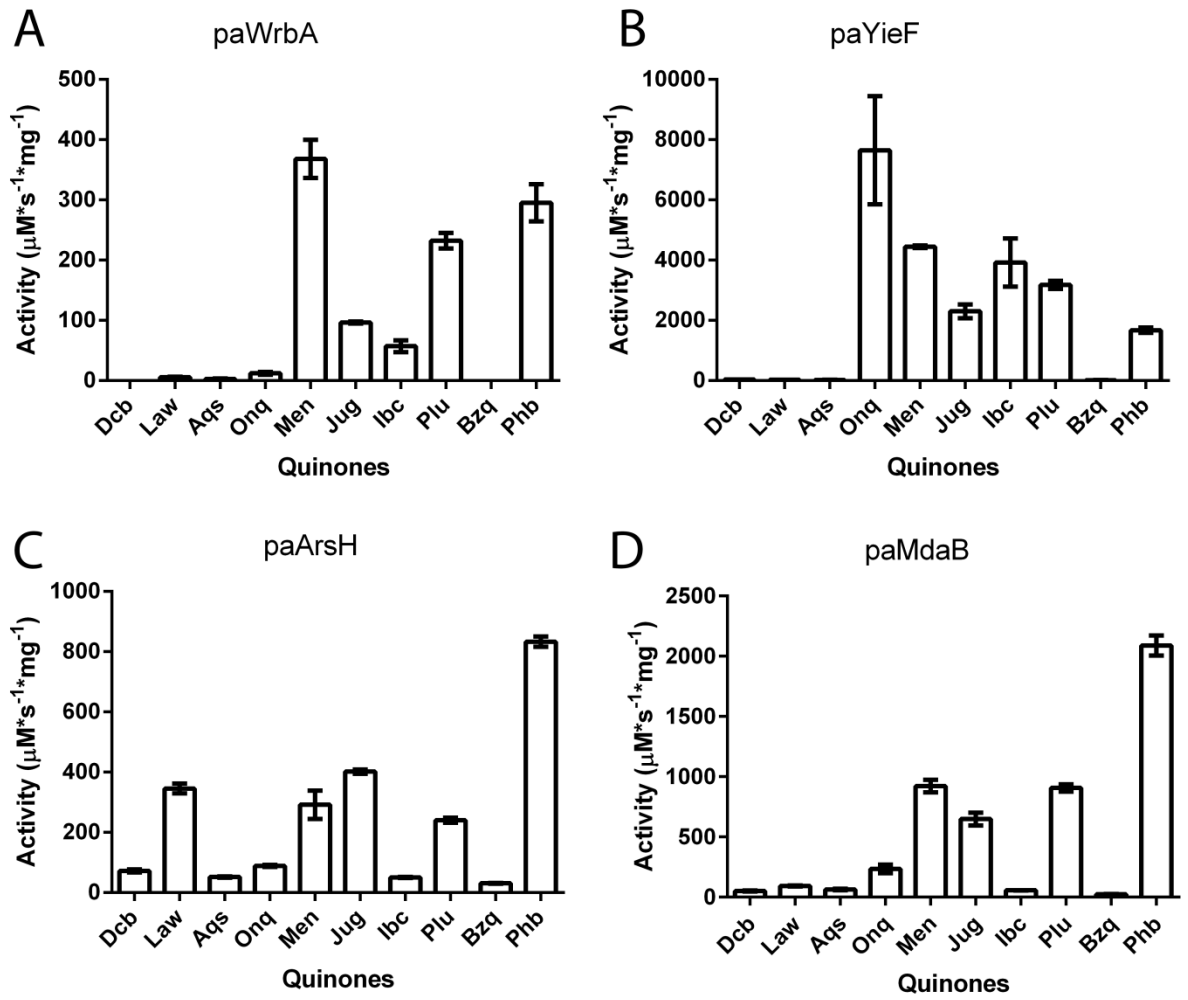 A
paWrbA
Activity (μM*s⁻¹*mg⁻¹)
500
400
300
200
100
0
Dcb Law Aqs Onq Men Jug Ibc Plu Bzq Phb
Quinones
B
paYieF
Activity (μM*s⁻¹*mg⁻¹)
10000
8000
6000
4000
2000
0
Dcb Law Aqs Onq Men Jug Ibc Plu Bzq Phb
Quinones
C
paArsH
Activity (μM*s⁻¹*mg⁻¹)
1000
800
600
400
200
0
Dcb Law Aqs Onq Men Jug Ibc Plu Bzq Phb
Quinones
D
paMdaB
Activity (μM*s⁻¹*mg⁻¹)
2500
2000
1500
1000
500
0
Dcb Law Aqs Onq Men Jug Ibc Plu Bzq Phb
Quinones